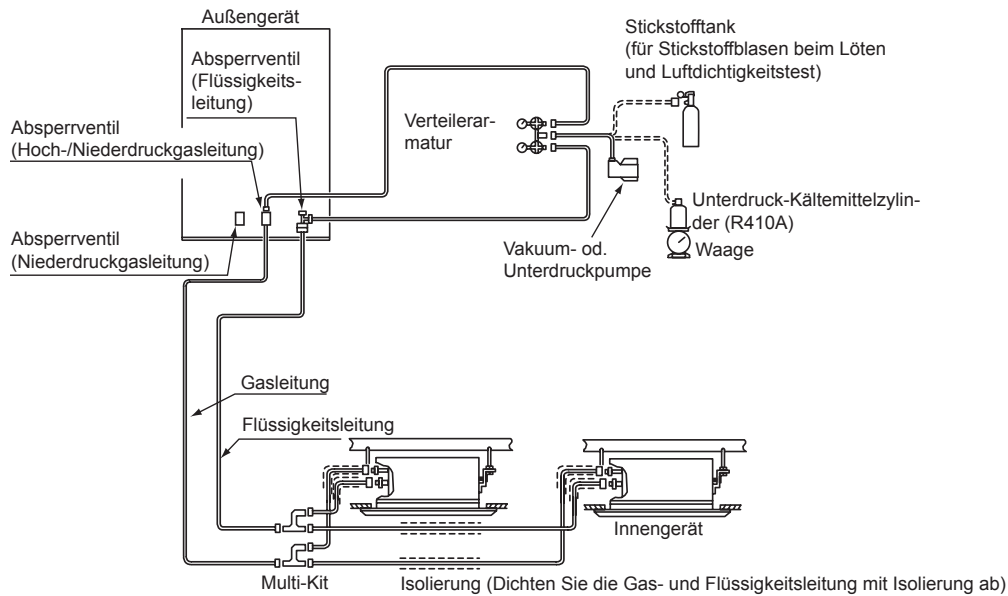 Außengerät
Absperrventil
(Flüssigkeits-
leitung)
Absperrventil
(Hoch-/Niederdruckgasleitung)
Absperrventil
(Niederdruckgasleitung)
Verteilerar-
matur
Stickstofftank
(für Stickstoffblasen beim Löten
und Luftdichtigkeitstest)
Unterdruck-Kältemittelzylin-
der (R410A)
Waage
Vakuum- od.
Unterdruckpumpe
Gasleitung
Flüssigkeitsleitung
Innengerät
Multi-Kit
Isolierung (Dichten Sie die Gas- und Flüssigkeitsleitung mit Isolierung ab)